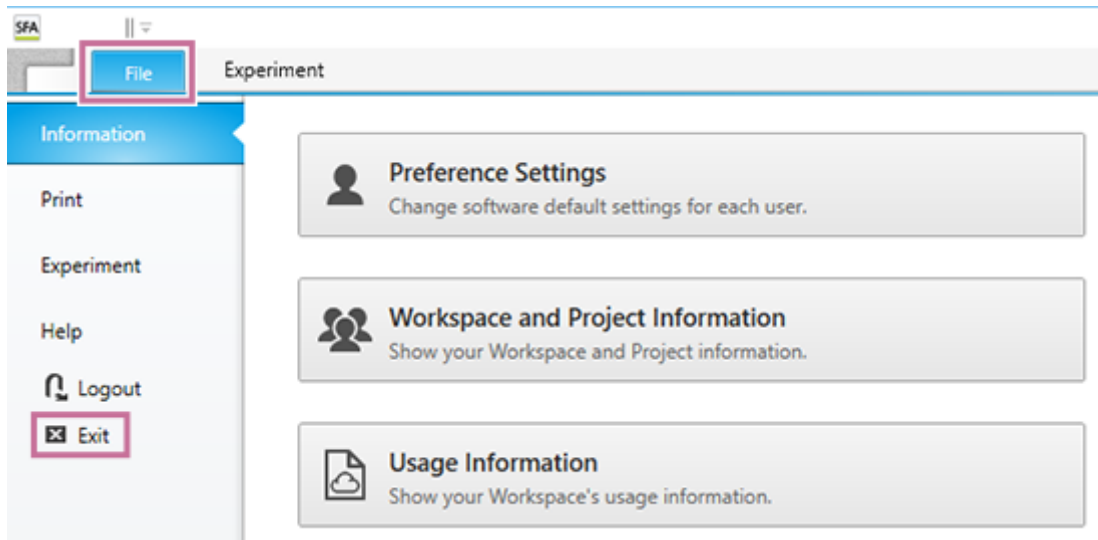 SFA
File
Experiment
Information
Print
Experiment
Help
Logout
Exit
Preference Settings
Change software default settings for each user.
Workspace and Project Information
Show your Workspace and Project information.
Usage Information
Show your Workspace's usage information.